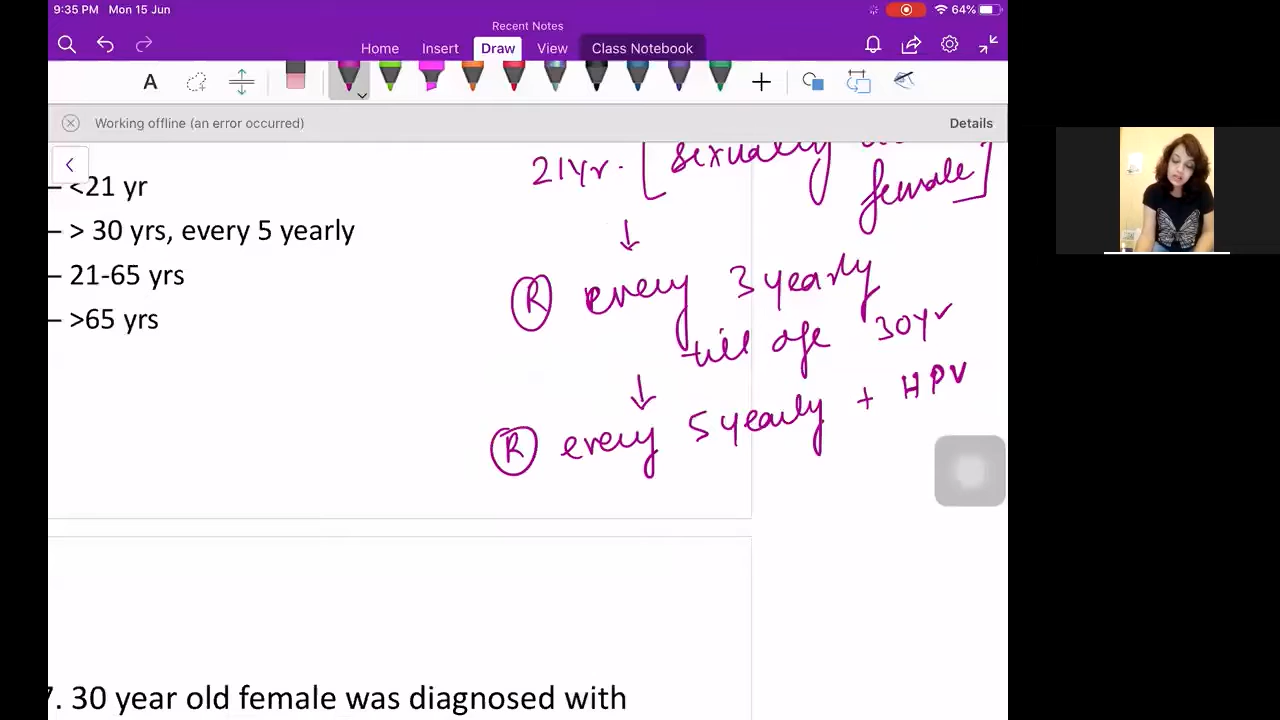 9:35 PM Mon 15 Jun
64%
Recent Notes
Home Insert Draw View Class Notebook
A
Working offline (an error occurred) Details
– <21 yr
– > 30 yrs, every 5 yearly
– 21-65 yrs
– >65 yrs
21yr. [sexually
female]
↓
R every 3 yearly
till age 30yr
↓
R every 5 yearly + HPV
7. 30 year old female was diagnosed with